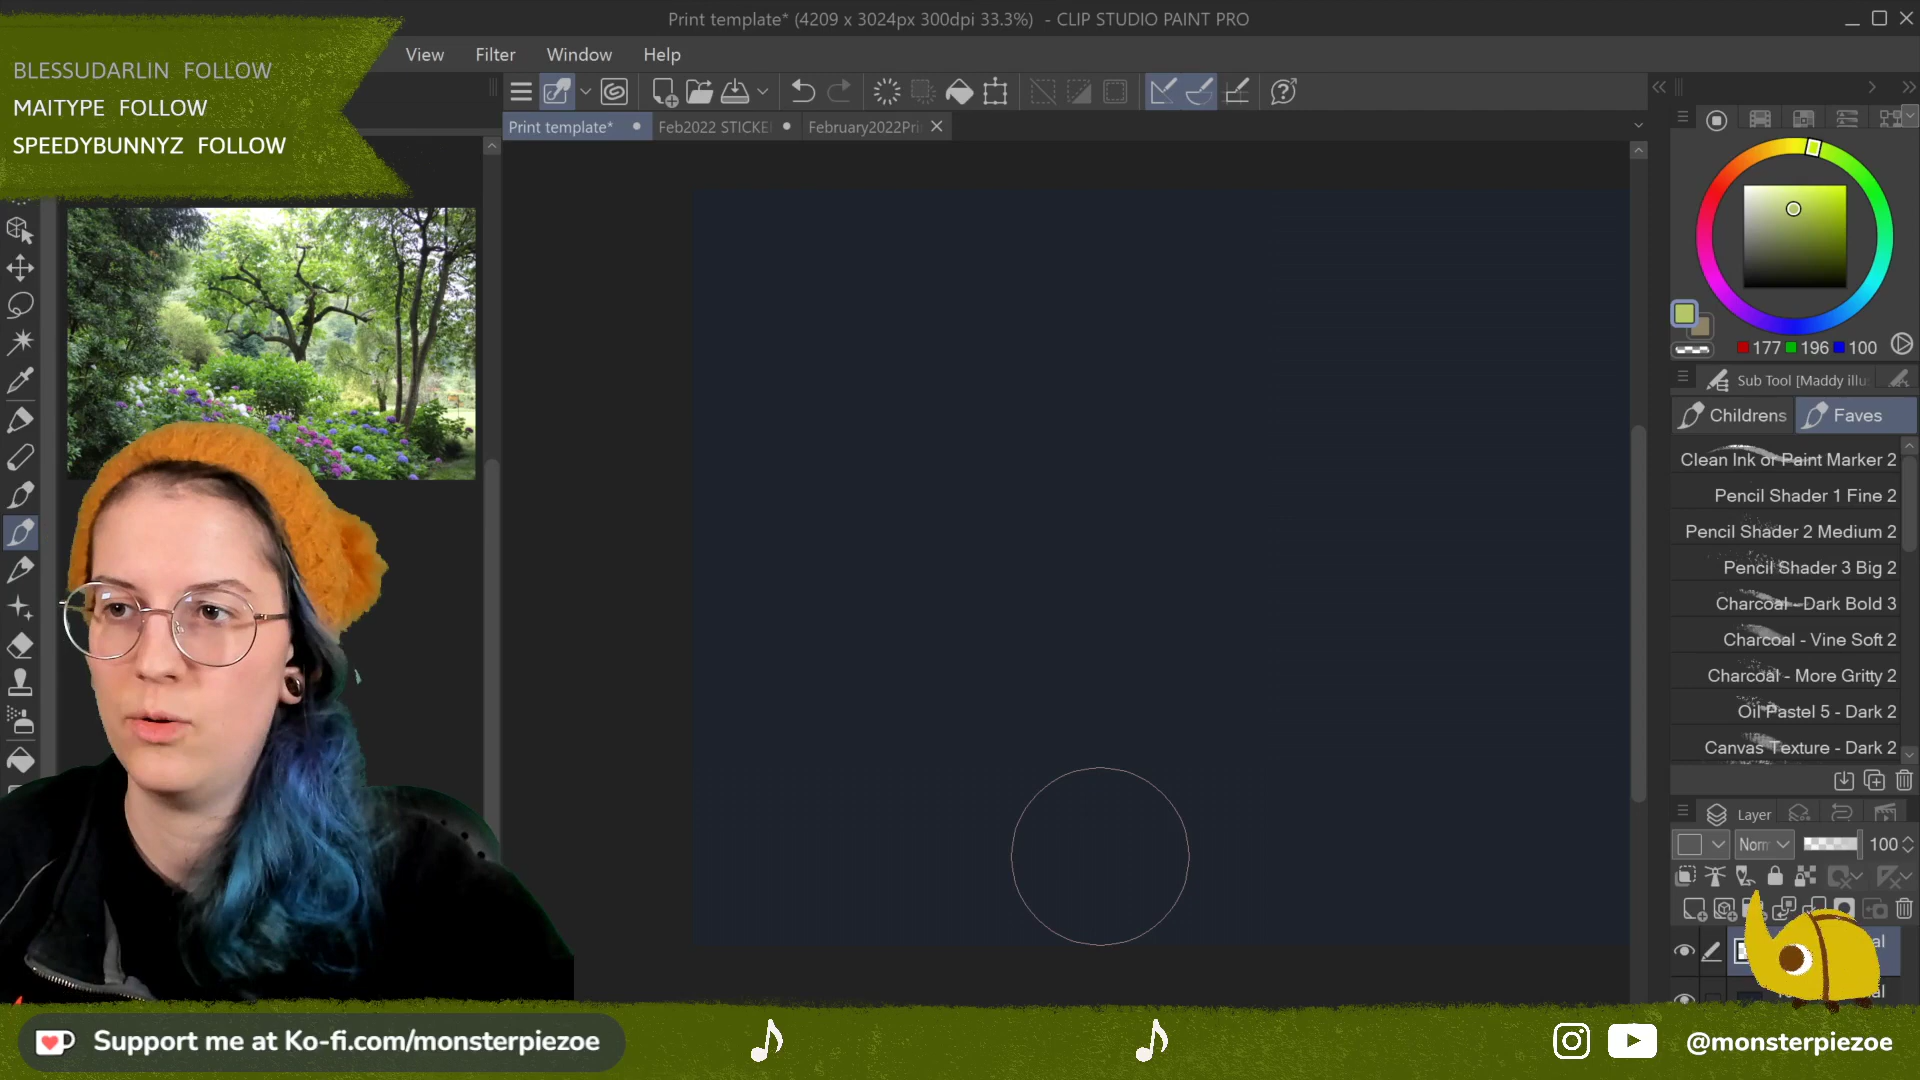 Print template* (4209 x 3024px 300dpi 33.3%) - CLIP STUDIO PAINT PRO
View Filter Window Help
BLESSUDARLIN FOLLOW
MAITYPE FOLLOW
SPEEDYBUNNYZ FOLLOW
Print template* Feb2022 STICKE February2022Pri
177 196 100
Sub Tool [Maddy illu
Childrens Faves
Clean Ink or Paint Marker 2
Pencil Shader 1 Fine 2
Pencil Shader 2 Medium 2
Pencil Shader 3 Big 2
Charcoal -Dark Bold 3
Charcoal - Vine Soft 2
Charcoal - More Gritty 2
Oil Pastel 5 - Dark 2
Canvas Texture - Dark 2
Layer
Norm 100
al
al
Support me at Ko-fi.com/monsterpiezoe
@monsterpiezoe